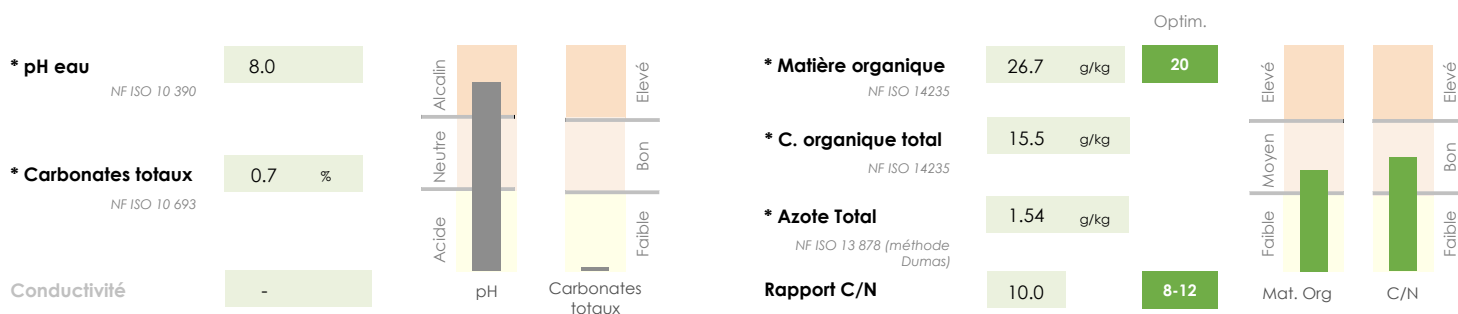 Optim.
* pH eau 8.0
NF ISO 10 390
* Carbonates totaux 0.7 %
NF ISO 10 693
Conductivité -
Alcalin
Neutre
Acide
Elevé
Bon
Faible
pH
Carbonates
totaux
* Matière organique 26.7 g/kg 20
NF ISO 14235
* C. organique total 15.5 g/kg
NF ISO 14235
* Azote Total 1.54 g/kg
NF ISO 13 878 (méthode
Dumas)
Rapport C/N 10.0 8-12
Elevé
Moyen
Faible
Elevé
Bon
Faible
Mat. Org
C/N